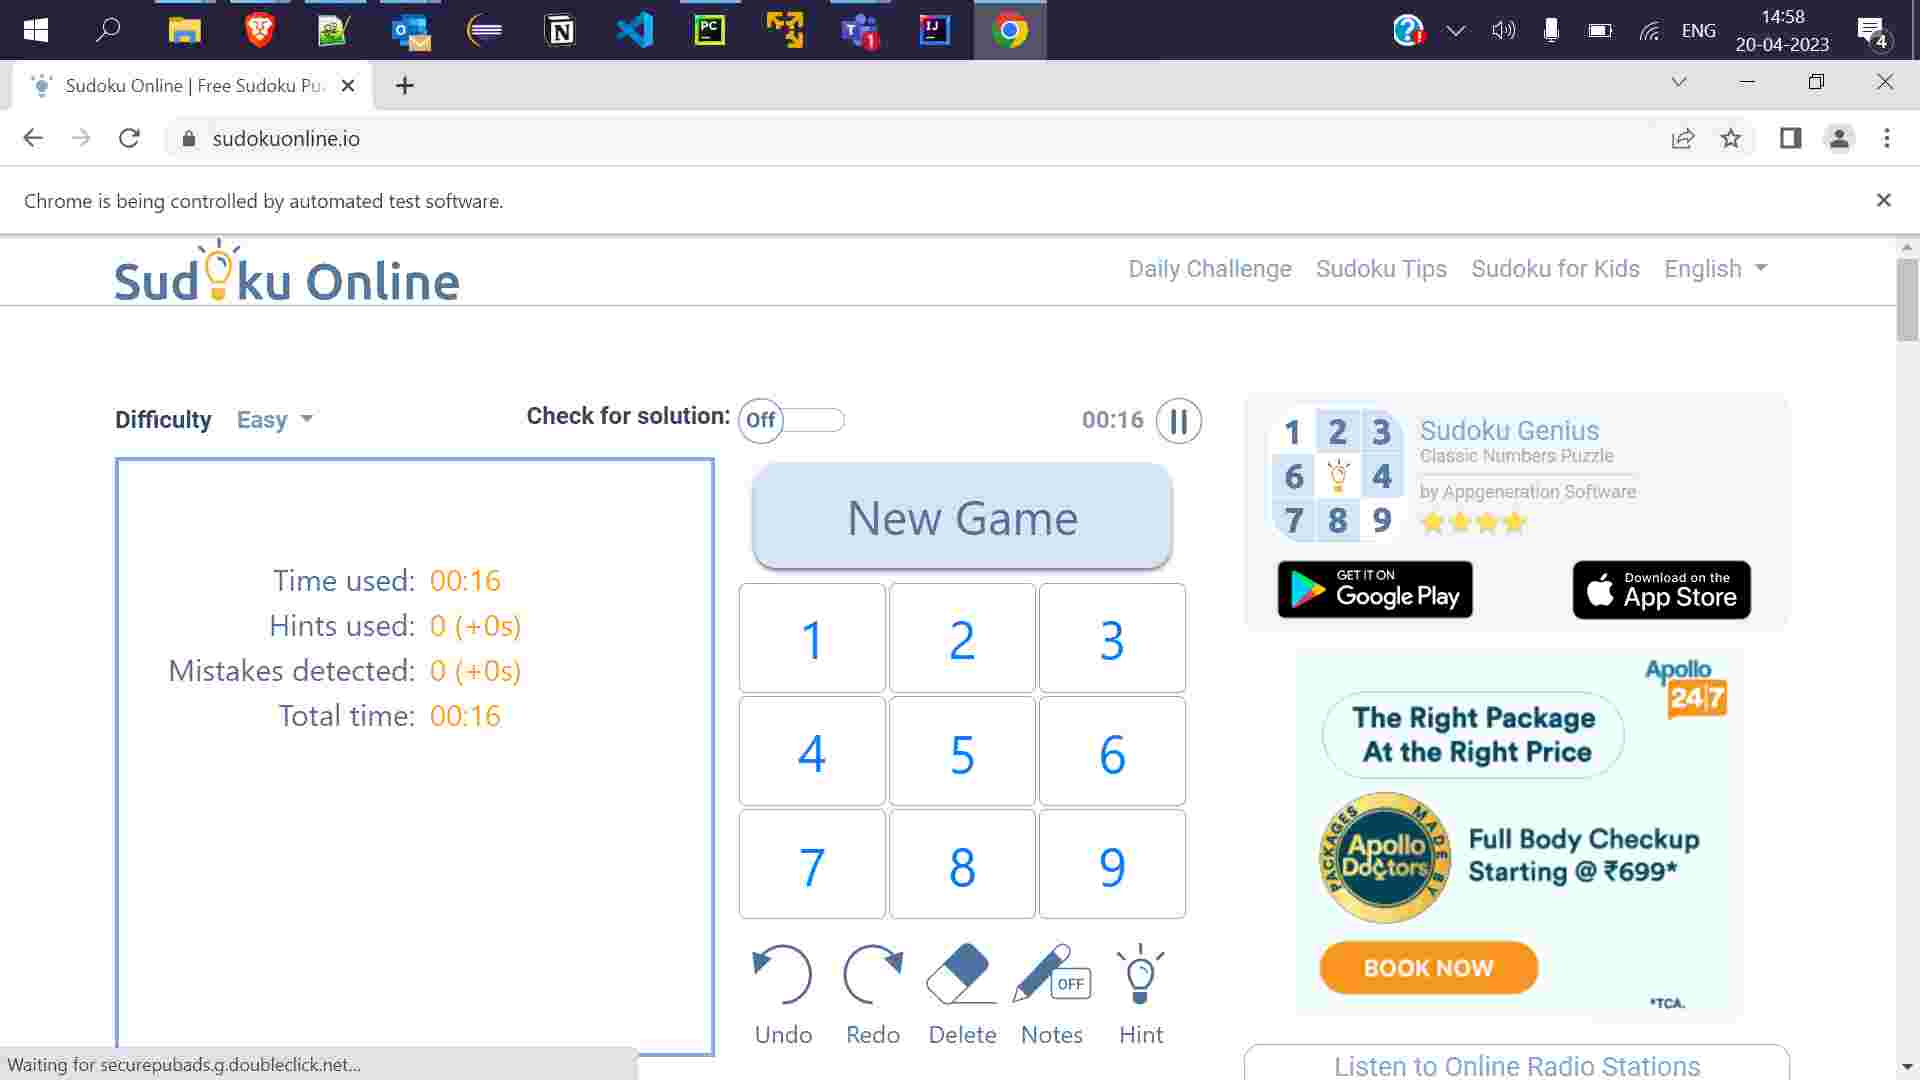 PC
T 1
IJ
ENG
14:58
20-04-2023
4
Sudoku Online | Free Sudoku Pu
sudokuonline.io
Chrome is being controlled by automated test software.
Sudoku Online
Daily Challenge Sudoku Tips Sudoku for Kids English
Difficulty Easy
Check for solution: Off
00:16
Time used: 00:16
Hints used: 0 (+0s)
Mistakes detected: 0 (+0s)
Total time: 00:16
New Game
1 2 3
4 5 6
7 8 9
OFF
Undo Redo Delete Notes Hint
1 2 3
6 4
7 8 9
Sudoku Genius
Classic Numbers Puzzle
by Appgeneration Software
GET IT ON
Google Play
Download on the
App Store
Apollo
24|7
The Right Package
At the Right Price
PACKAGES MADE BY
Apollo
Doctors
Full Body Checkup
Starting @ ₹699*
BOOK NOW
*TCA.
Listen to Online Radio Stations
Waiting for securepubads.g.doubleclick.net...